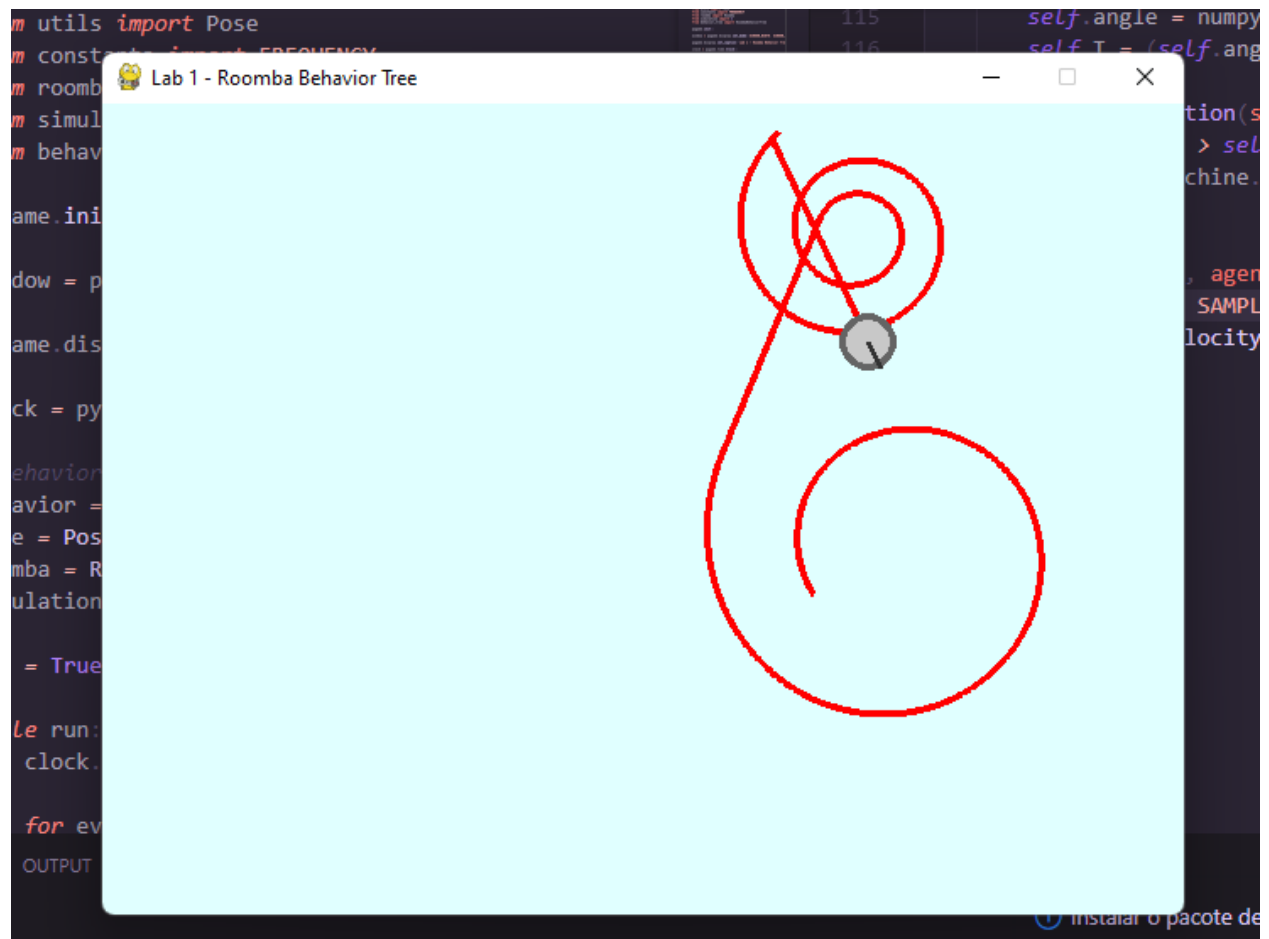 m utils import Pose
m const
m roomb
m simul
m behav
ame.ini
dow = p
ame.dis
ck = py
ehavior
avior =
e = Pos
mba = R
ulation
= True
le run:
clock.
for ev
OUTPUT
Lab 1 - Roomba Behavior Tree
115
self.angle = numpy
116
self.T = (self.ang
tion(s
> sel
chine.
, agen
SAMPL
locity
Instalar o pacote de